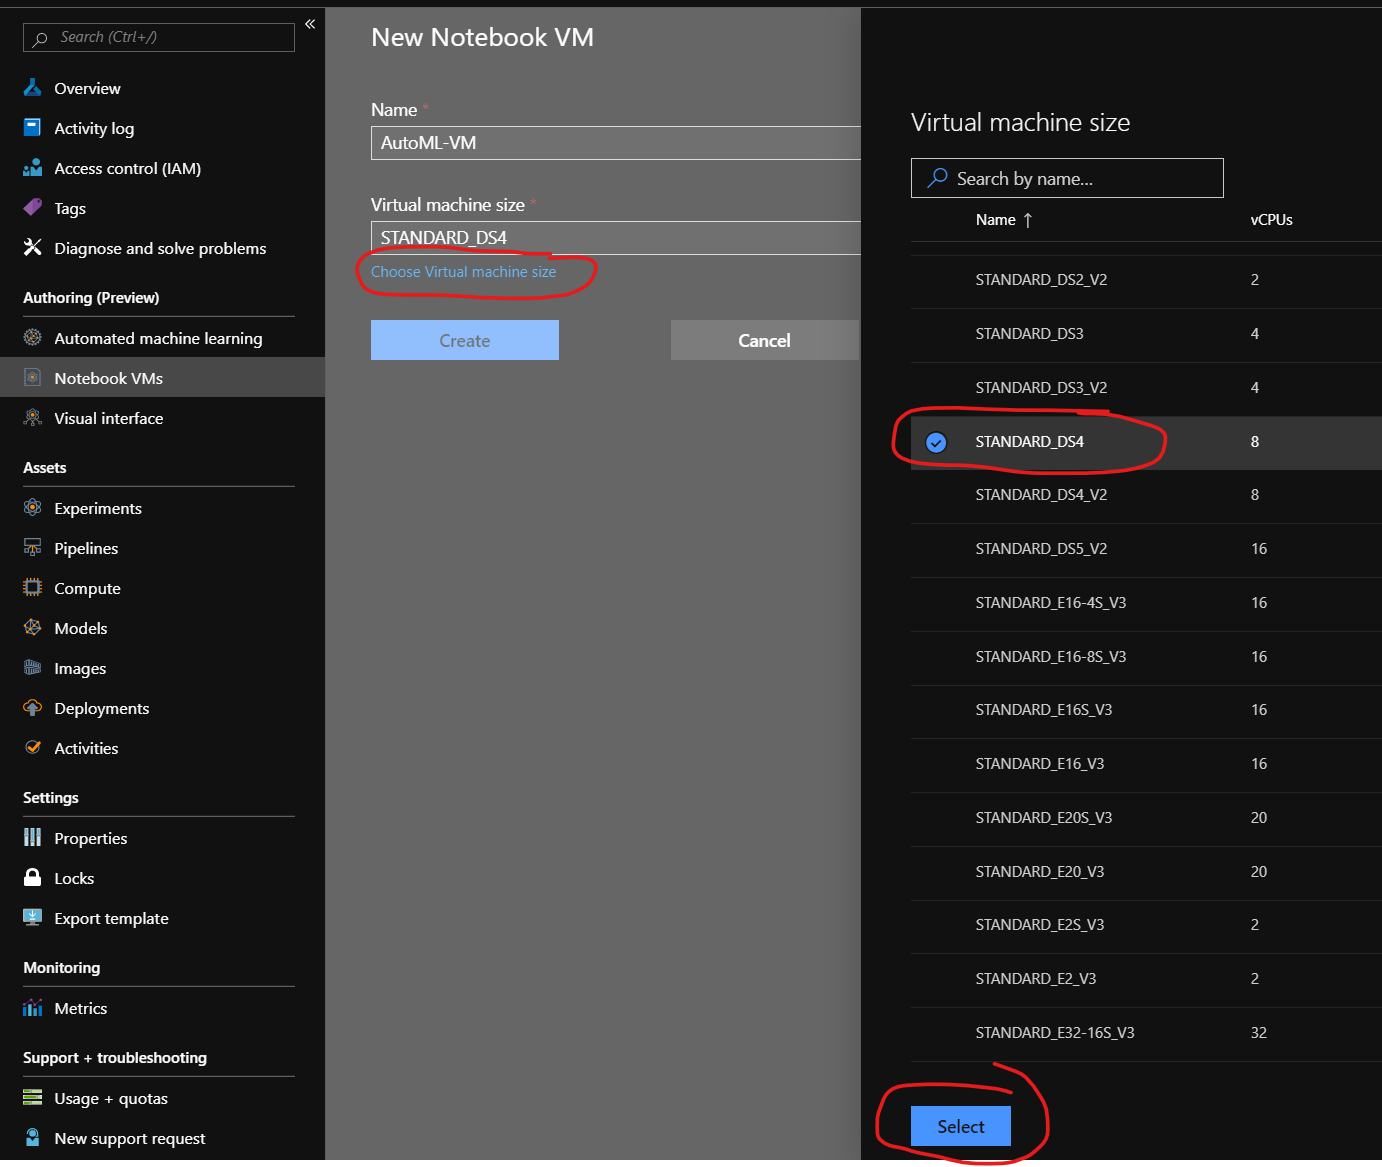 Search (Ctrl+/)
«
Overview
Activity log
Access control (IAM)
Tags
Diagnose and solve problems
Authoring (Preview)
Automated machine learning
Notebook VMs
Visual interface
Assets
Experiments
Pipelines
Compute
Models
Images
Deployments
Activities
Settings
Properties
Locks
Export template
Monitoring
Metrics
Support + troubleshooting
Usage + quotas
New support request
New Notebook VM
Name *
AutoML-VM
Virtual machine size *
STANDARD_DS4
Choose Virtual machine size
Create Cancel
Virtual machine size
Search by name...
Name ↑ vCPUs
STANDARD_DS2_V2 2
STANDARD_DS3 4
STANDARD_DS3_V2 4
STANDARD_DS4 8
STANDARD_DS4_V2 8
STANDARD_DS5_V2 16
STANDARD_E16-4S_V3 16
STANDARD_E16-8S_V3 16
STANDARD_E16S_V3 16
STANDARD_E16_V3 16
STANDARD_E20S_V3 20
STANDARD_E20_V3 20
STANDARD_E2S_V3 2
STANDARD_E2_V3 2
STANDARD_E32-16S_V3 32
Select